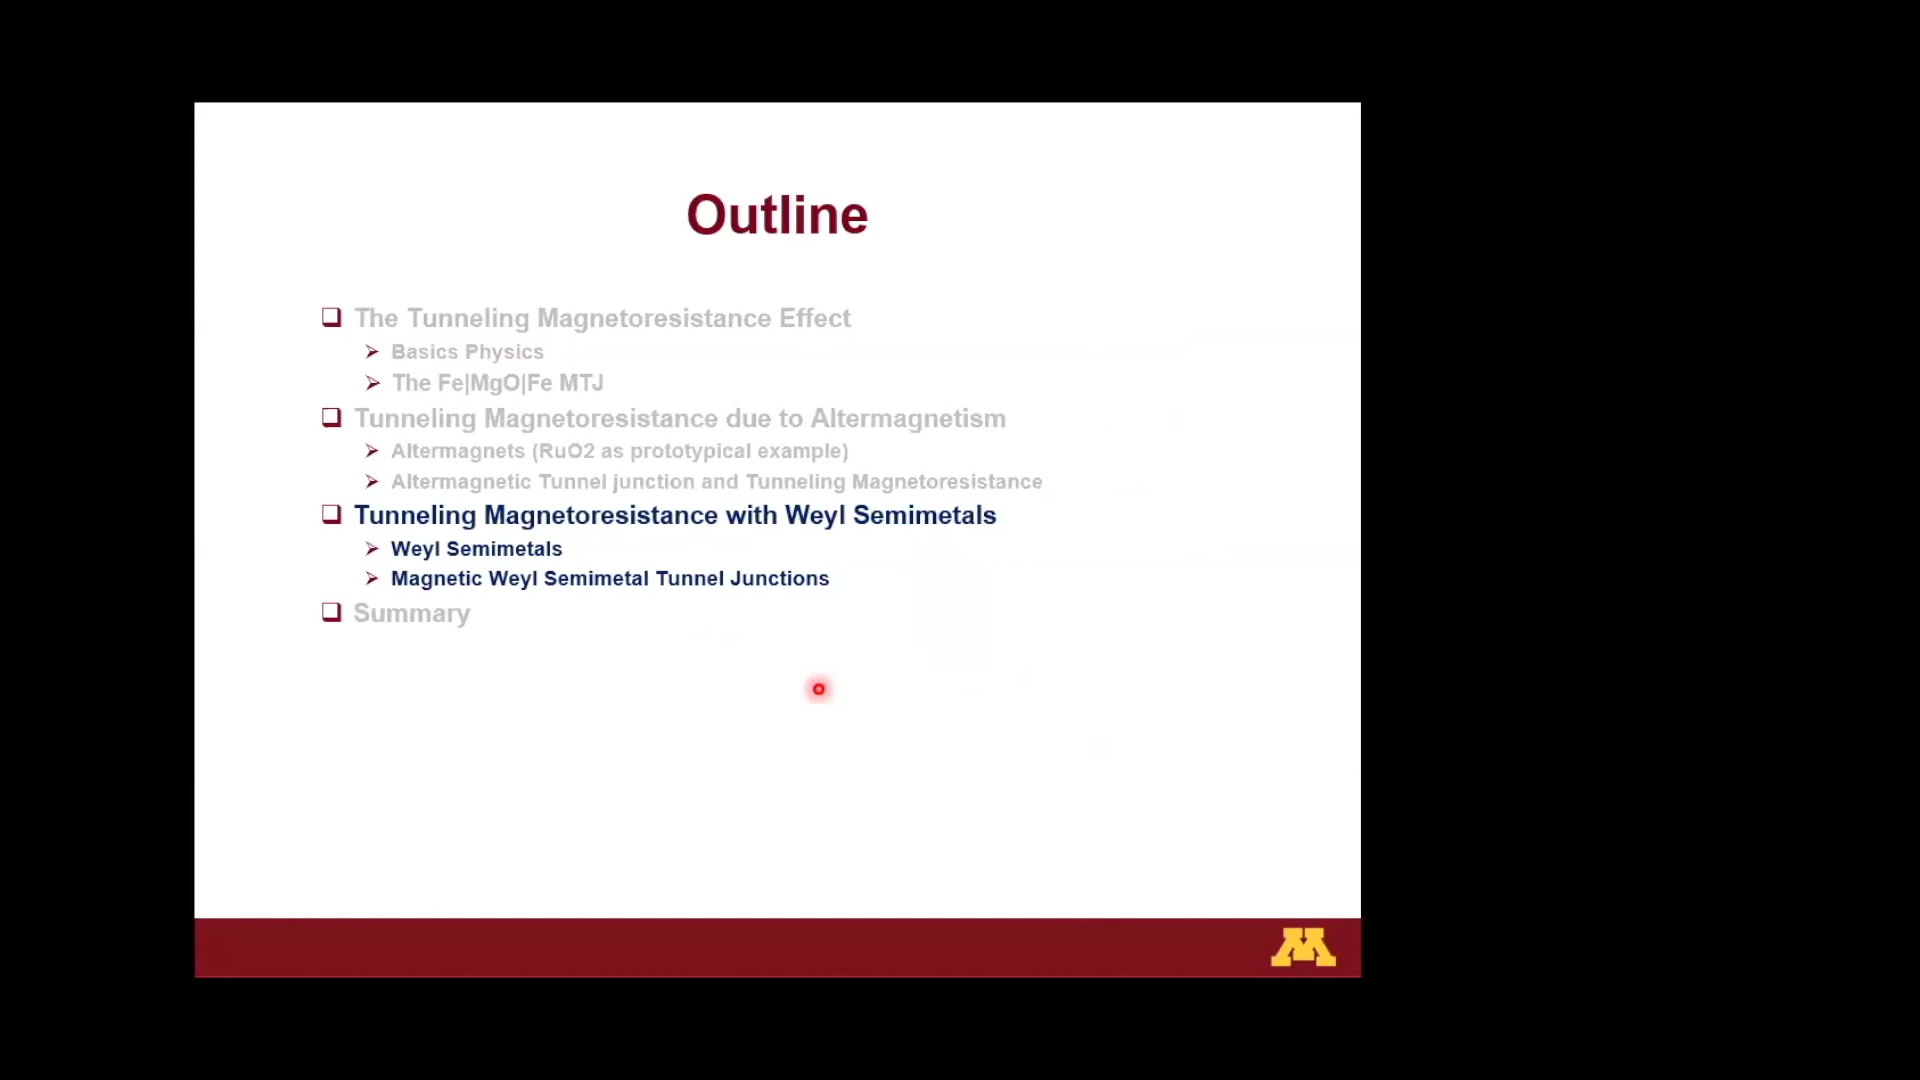 Outline
The Tunneling Magnetoresistance Effect
Basics Physics
The Fe|MgO|Fe MTJ
Tunneling Magnetoresistance due to Altermagnetism
Altermagnets (RuO2 as prototypical example)
Altermagnetic Tunnel junction and Tunneling Magnetoresistance
Tunneling Magnetoresistance with Weyl Semimetals
Weyl Semimetals
Magnetic Weyl Semimetal Tunnel Junctions
Summary
M